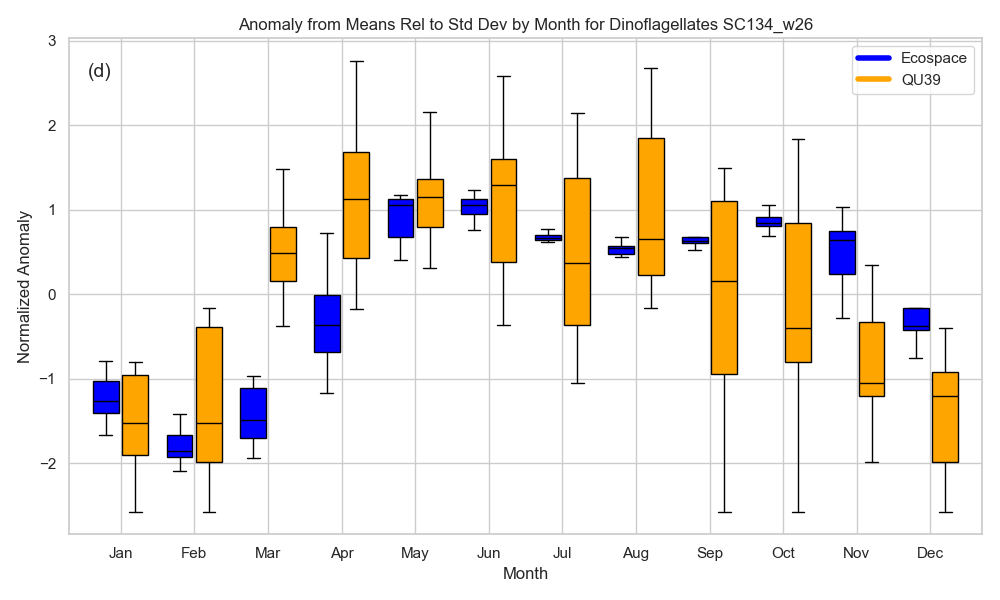 Anomaly from Means Rel to Std Dev by Month for Dinoflagellates SC134_w26
(d)
Ecospace
QU39
Normalized Anomaly
3
2
1
0
−1
−2
Jan Feb Mar Apr May Jun Jul Aug Sep Oct Nov Dec
Month